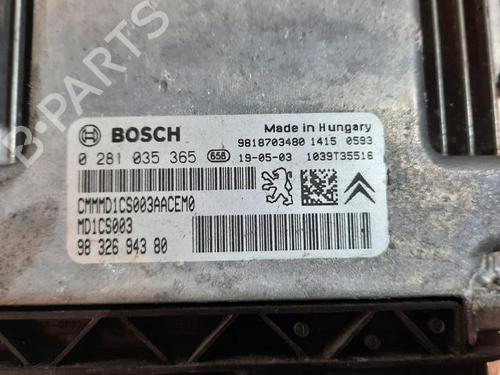 B-PARTS
BOSCH
Made in Hungary
9818703480 1415 0593
0 281 035 365 658 19-05-03 1039T35516
CMMMD1CS003AACEM0
MD1CS003
98 326 943 80